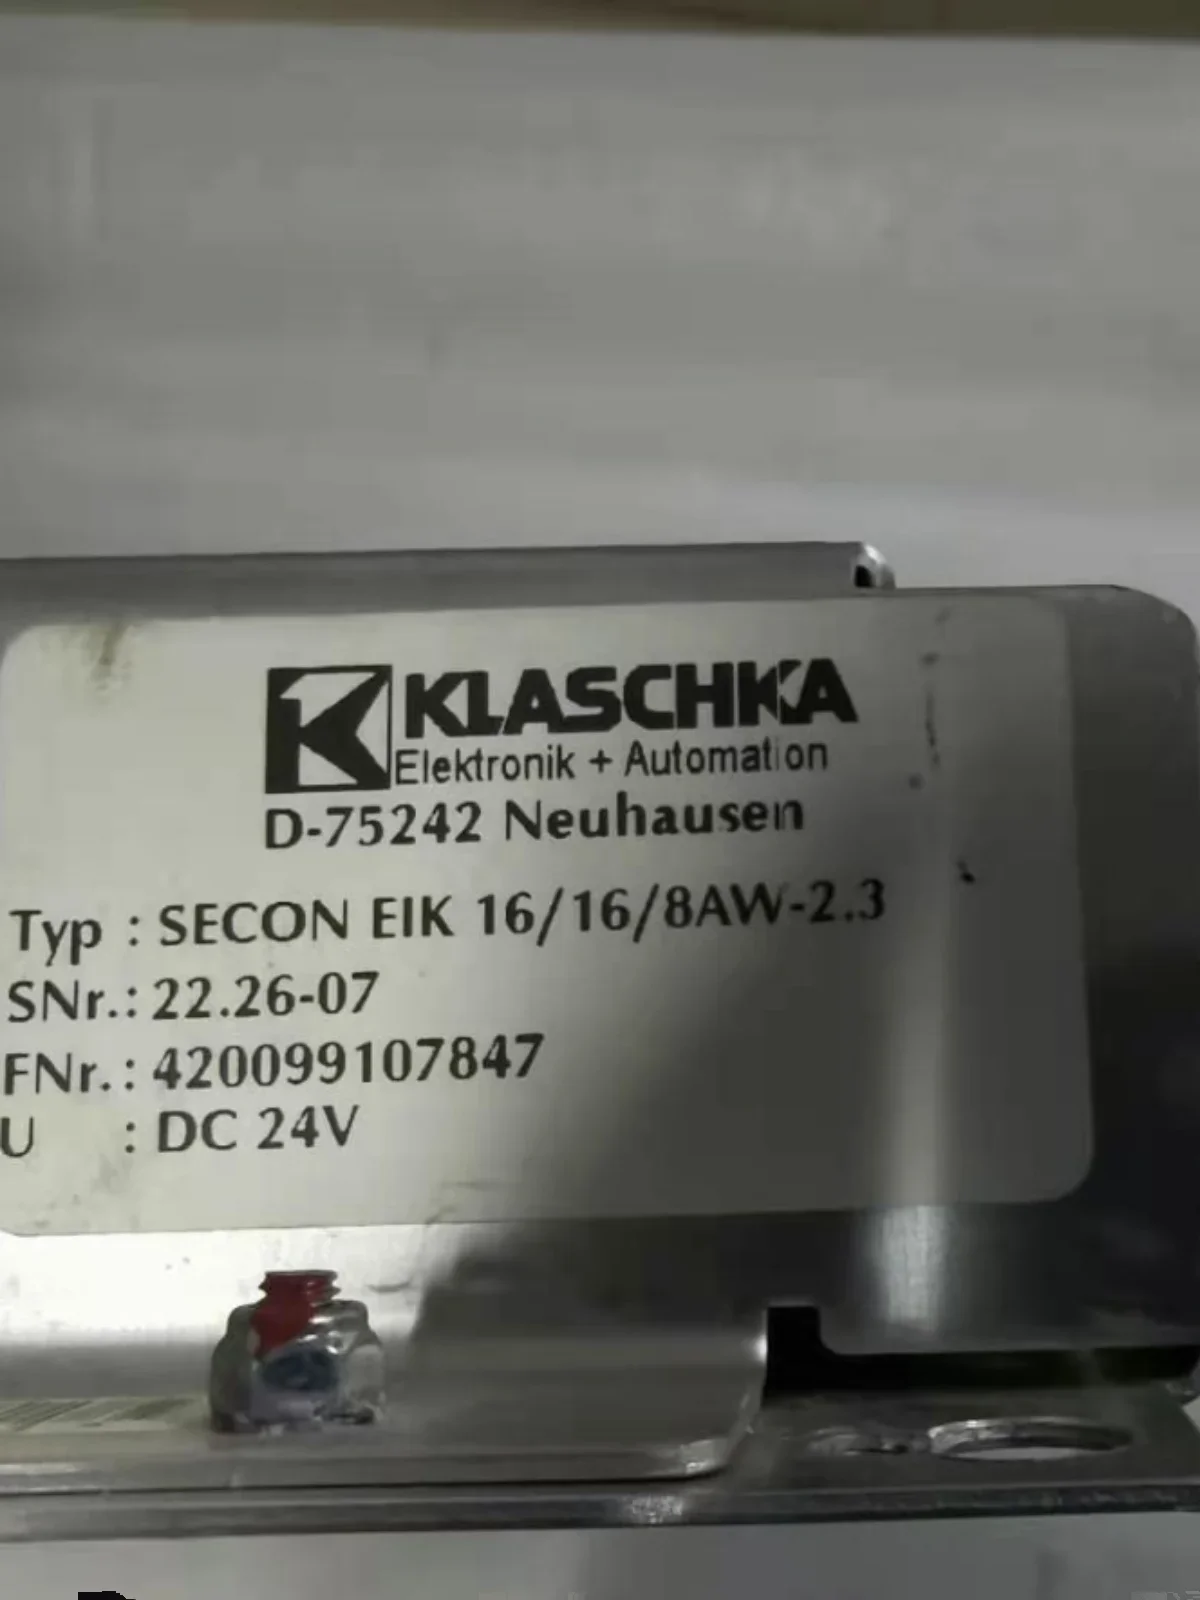 KLASCHKA
Elektronik + Automation
D-75242 Neuhausen
Typ : SECON EIK 16/16/8AW-2.3
SNr.: 22.26-07
FNr.: 420099107847
U : DC 24V